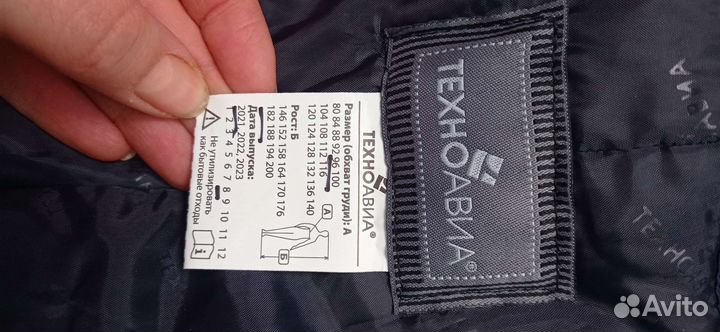 ТЕХНОАВИА®
Размер (обхват груди): А
80 84 88 92 96 100
104 108 112 116
120 124 128 132 136 140
Рост: Б
146 152 158 164 170 176
182 188 194 200
Дата выпуска:
2021, 2022, 2023
1 2 3 4 5 6 7 8 9 10 11 12
Не утилизировать
как бытовые отходы
А
Б
i
ТЕХНОАВИА®
ТЕХНО
Avito